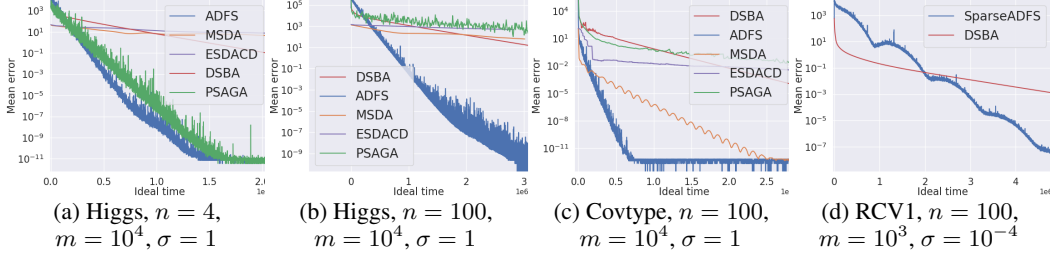 10³
10¹
10⁻¹
10⁻³
10⁻⁵
10⁻⁷
10⁻⁹
10⁻¹¹
Mean error
ADFS
MSDA
ESDACD
DSBA
PSAGA
0.0
0.5
1.0
1.5
Ideal time
(a) Higgs, n = 4,
m = 10⁴, σ = 1
10⁵
10³
10¹
10⁻¹
10⁻³
10⁻⁵
10⁻⁷
10⁻⁹
Mean error
DSBA
ADFS
MSDA
ESDACD
PSAGA
0
1
2
3
1e6
Ideal time
(b) Higgs, n = 100,
m = 10⁴, σ = 1
10⁴
10¹
10⁻²
10⁻⁵
10⁻⁸
10⁻¹¹
Mean error
DSBA
ADFS
MSDA
ESDACD
PSAGA
0.0
0.5
1.0
1.5
2.0
2.5
Ideal time
(c) Covtype, n = 100,
m = 10⁴, σ = 1
10³
10¹
10⁻¹
10⁻³
10⁻⁵
10⁻⁷
Mean error
SparseADFS
DSBA
0
1
2
3
4
1e6
Ideal time
(d) RCV1, n = 100,
m = 10³, σ = 10⁻⁴